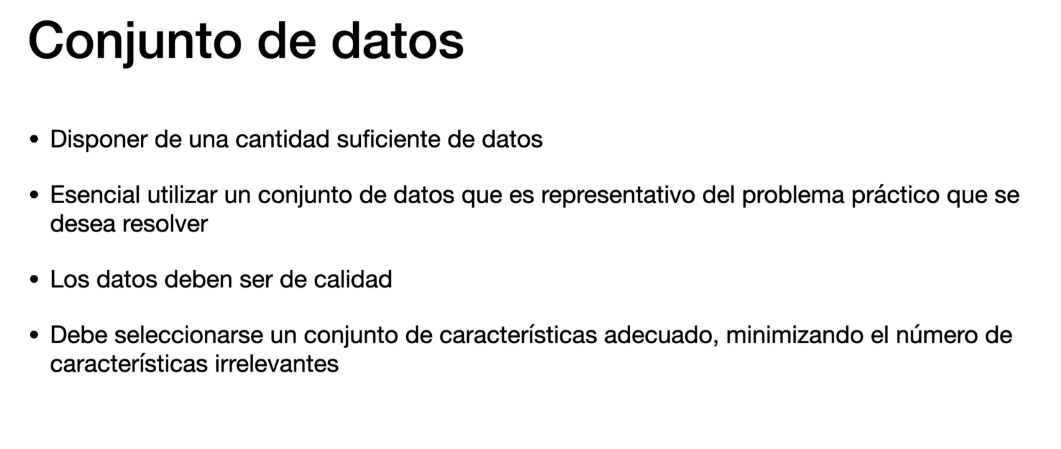 Conjunto de datos
• Disponer de una cantidad suficiente de datos
• Esencial utilizar un conjunto de datos que es representativo del problema práctico que se
desea resolver
• Los datos deben ser de calidad
• Debe seleccionarse un conjunto de características adecuado, minimizando el número de
características irrelevantes